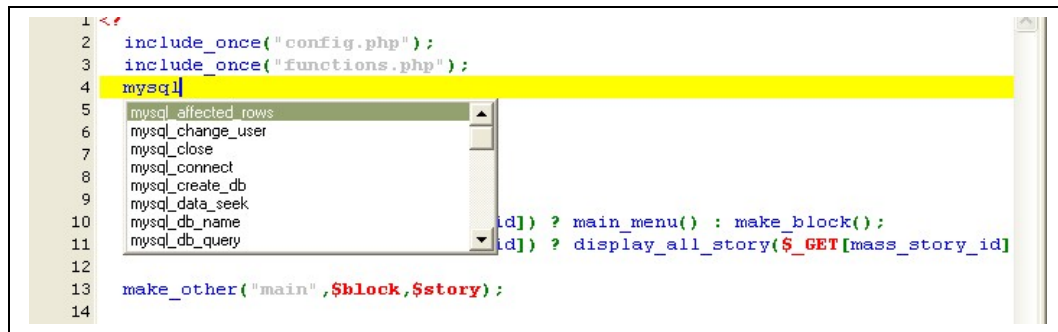 1 <?
2 include_once("config.php");
3 include_once("functions.php");
4 mysql
5 mysql_affected_rows
6 mysql_change_user
mysql_close
7 mysql_connect
8 mysql_create_db
9 mysql_data_seek
10 mysql_db_name id]) ? main_menu() : make_block();
11 mysql_db_query id]) ? display_all_story($_GET[mass_story_id]
12
13 make_other("main",$block,$story);
14